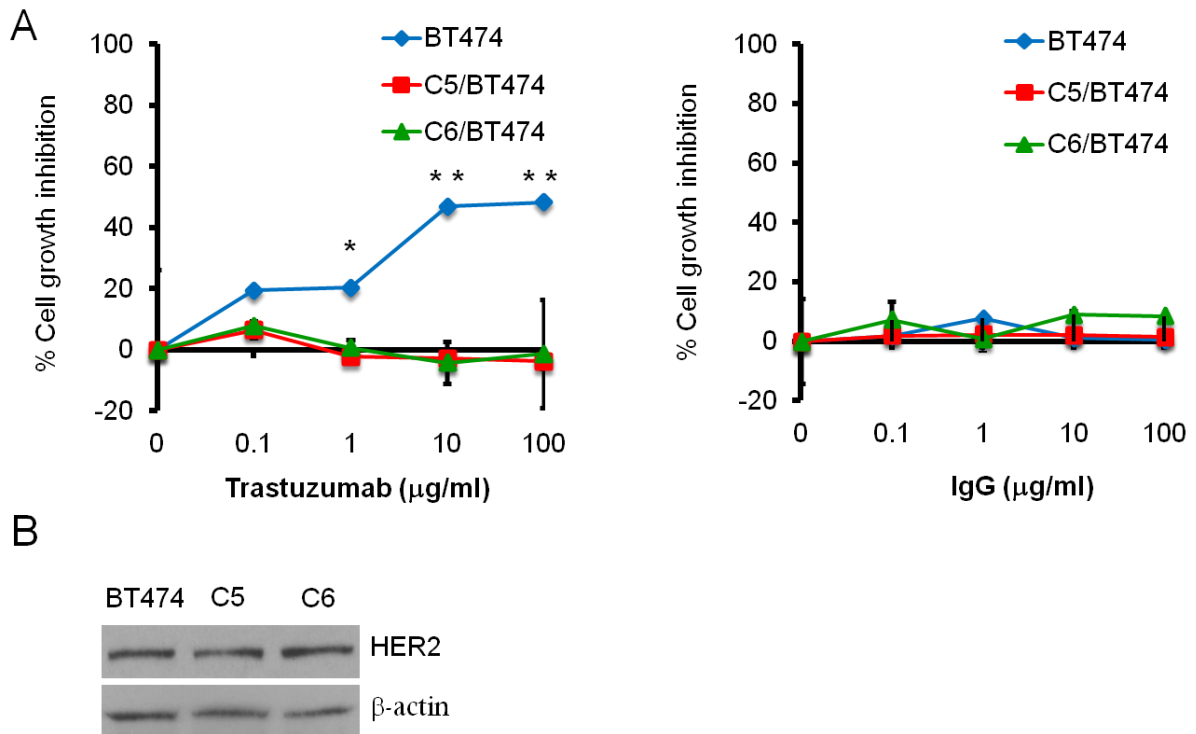 A
100
80
60
40
20
0
-20
% Cell growth inhibition
BT474
C5/BT474
C6/BT474
*
* *
* *
0 0.1 1 10 100
Trastuzumab (μg/ml)
100
80
60
40
20
0
-20
% Cell growth inhibition
BT474
C5/BT474
C6/BT474
0 0.1 1 10 100
IgG (μg/ml)
B
BT474 C5 C6
HER2
β-actin